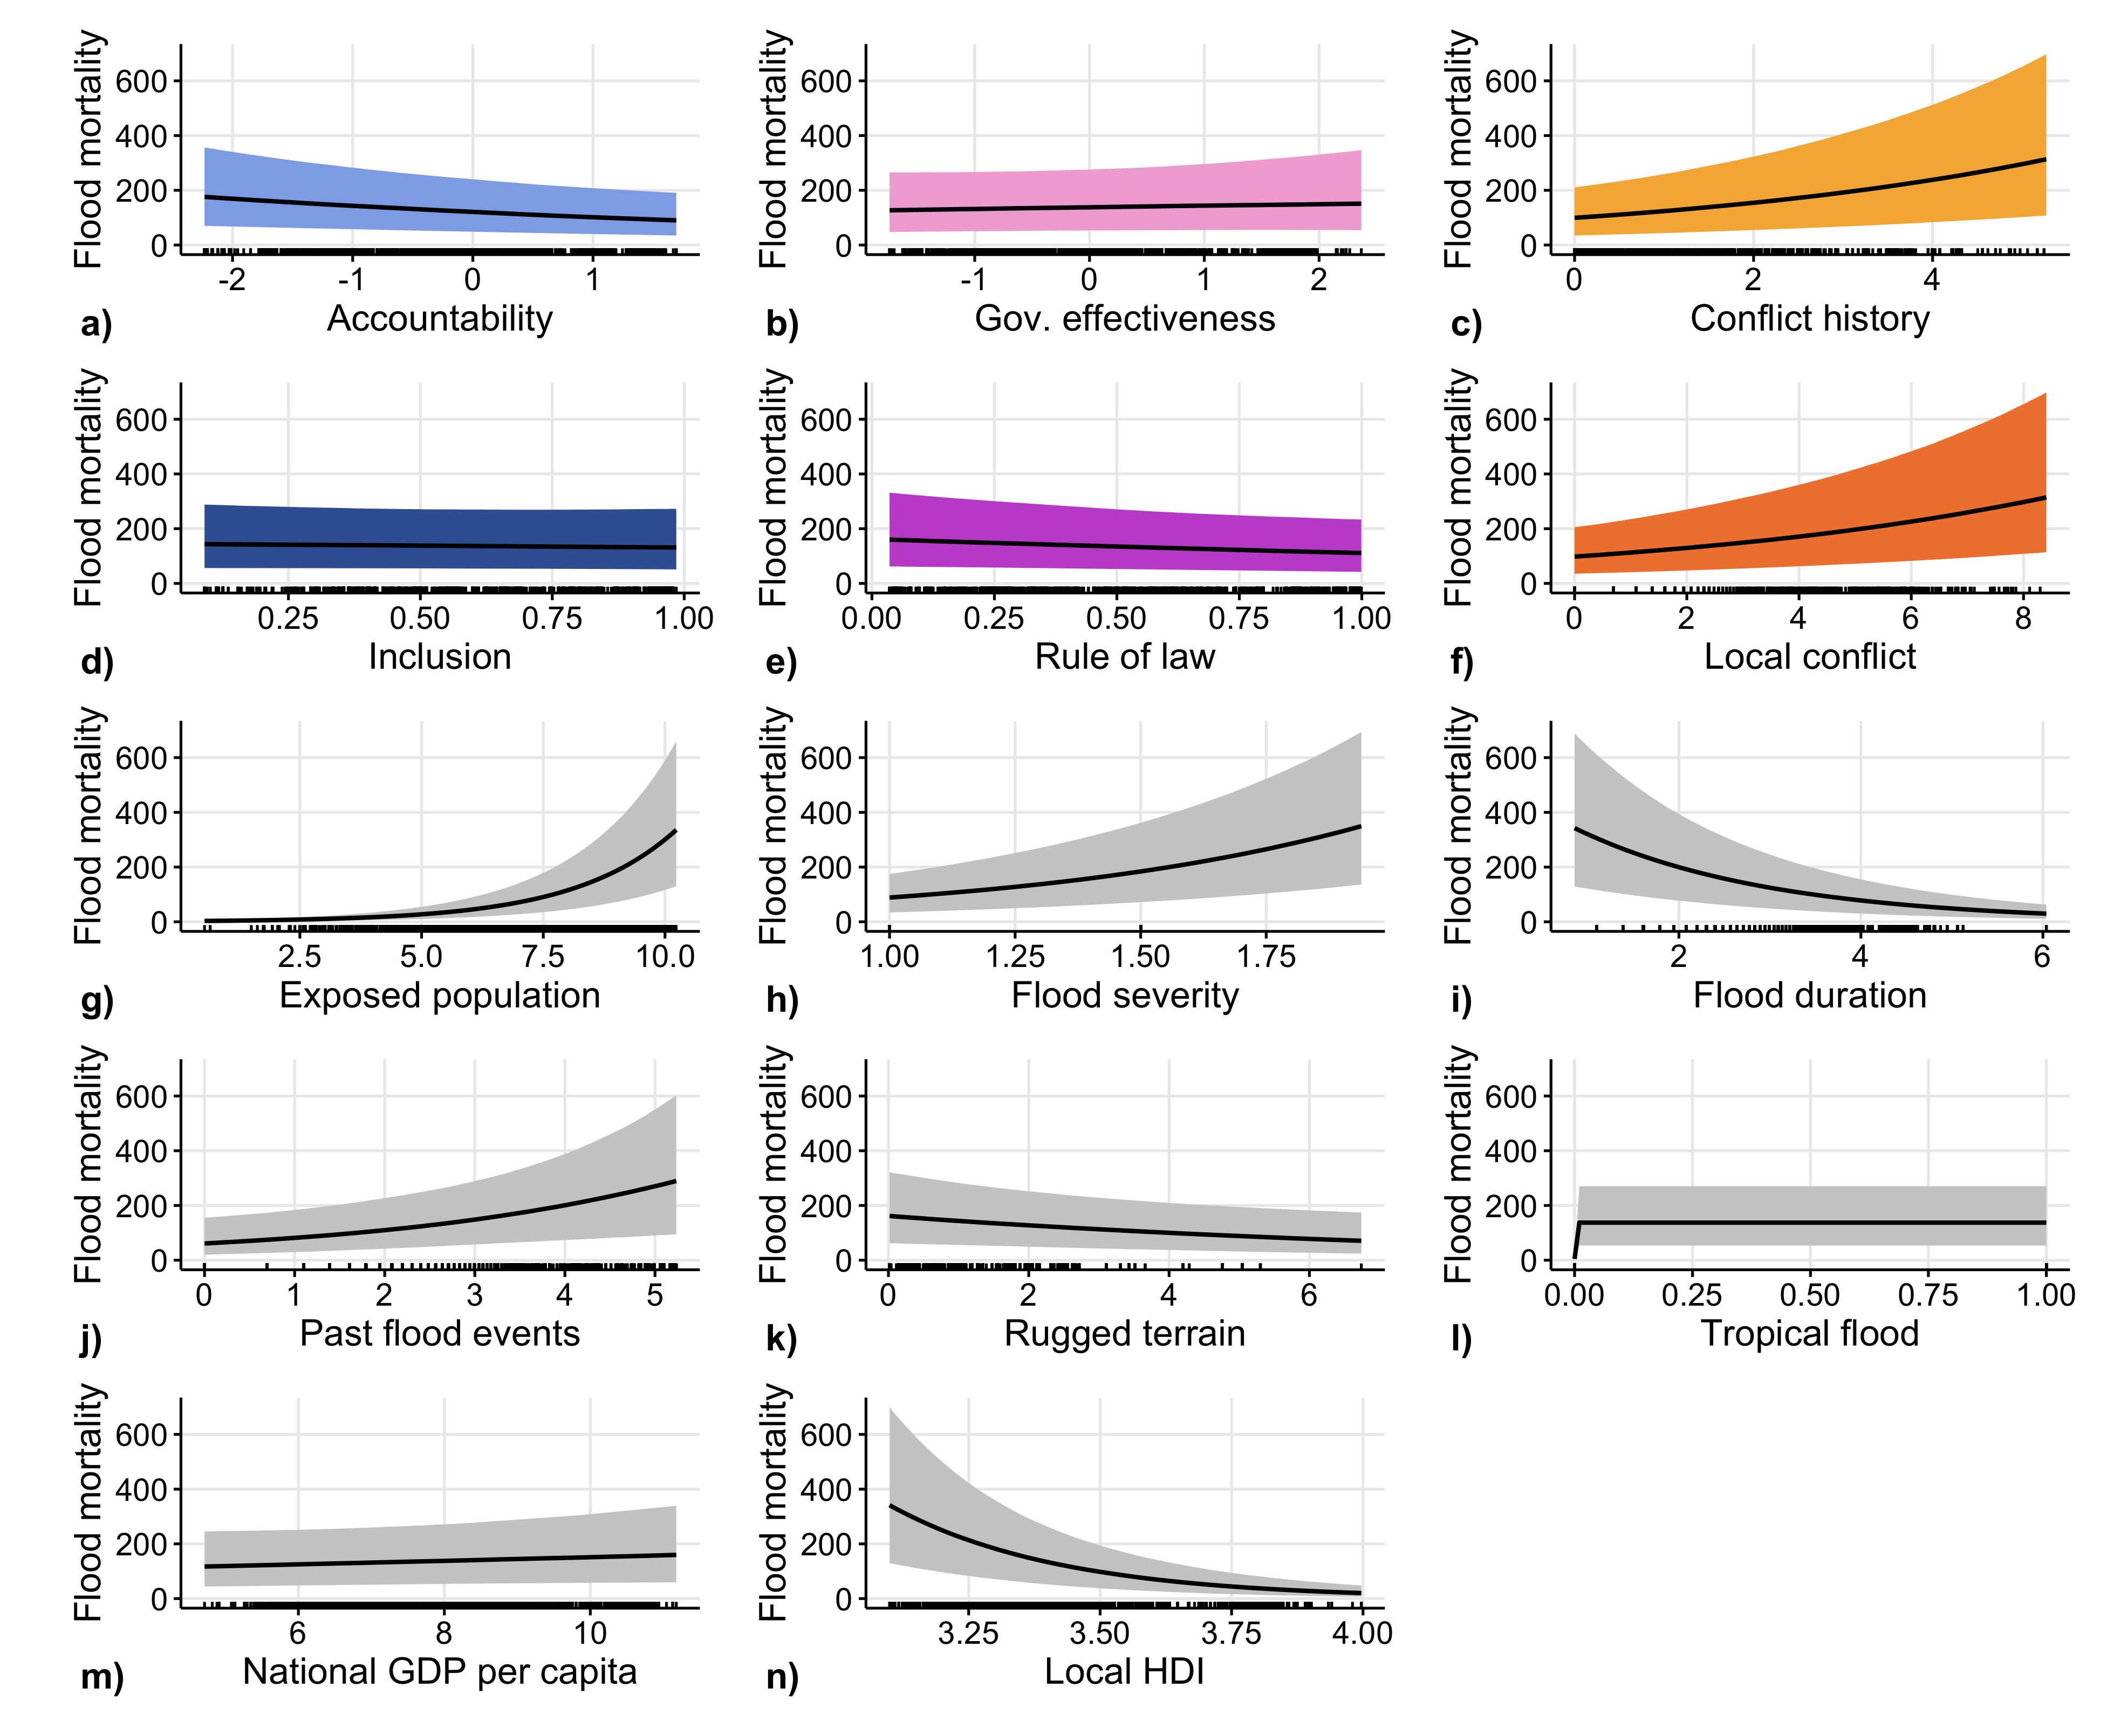 Flood mortality
600
400
200
0
-2 -1 0 1
a) Accountability
Flood mortality
600
400
200
0
-1 0 1 2
b) Gov. effectiveness
Flood mortality
600
400
200
0
0 2 4
c) Conflict history
Flood mortality
600
400
200
0
0.25 0.50 0.75 1.00
d) Inclusion
Flood mortality
600
400
200
0
0.00 0.25 0.50 0.75 1.00
e) Rule of law
Flood mortality
600
400
200
0
0 2 4 6 8
f) Local conflict
Flood mortality
600
400
200
0
2.5 5.0 7.5 10.0
g) Exposed population
Flood mortality
600
400
200
0
1.00 1.25 1.50 1.75
h) Flood severity
Flood mortality
600
400
200
0
2 4 6
i) Flood duration
Flood mortality
600
400
200
0
0 1 2 3 4 5
j) Past flood events
Flood mortality
600
400
200
0
0 2 4 6
k) Rugged terrain
Flood mortality
600
400
200
0
0.00 0.25 0.50 0.75 1.00
l) Tropical flood
Flood mortality
600
400
200
0
6 8 10
m) National GDP per capita
Flood mortality
600
400
200
0
3.25 3.50 3.75 4.00
n) Local HDI